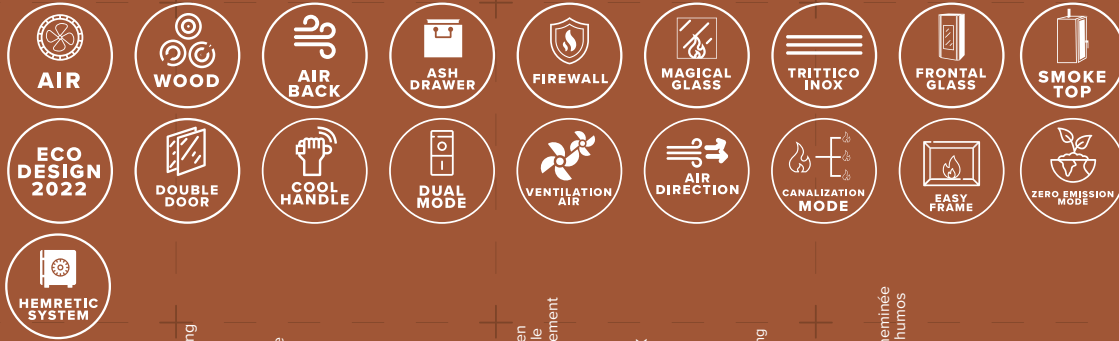 AIR
WOOD
AIR
BACK
ASH
DRAWER
FIREWALL
MAGICAL
GLASS
TRITTICO
INOX
FRONTAL
GLASS
SMOKE
TOP
ECO
DESIGN
2022
DOUBLE
DOOR
COOL
HANDLE
DUAL
MODE
VENTILATION
AIR
AIR
DIRECTION
CANALIZATION
MODE
EASY
FRAME
ZERO EMISSION
MODE
HEMRETIC
SYSTEM
humos